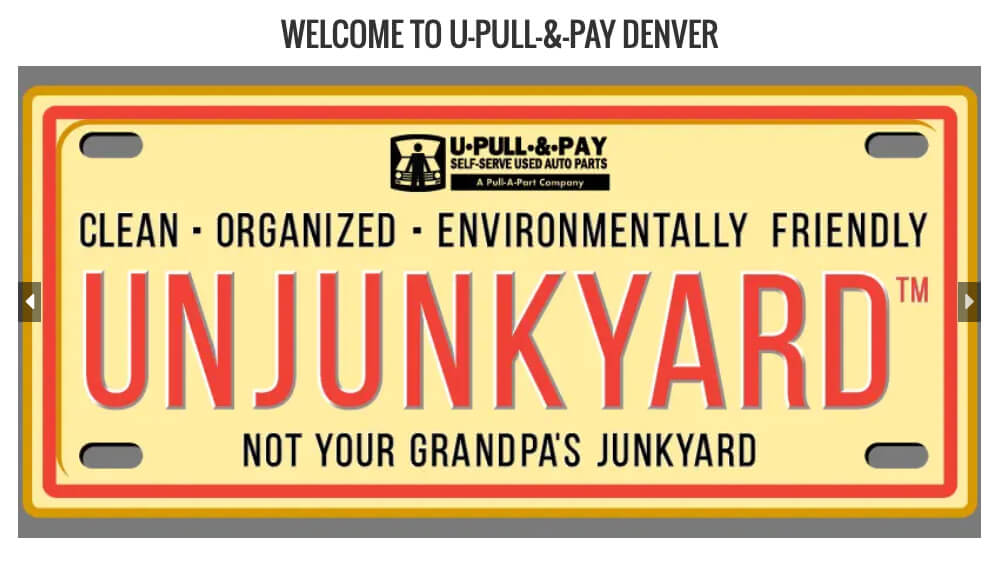 WELCOME TO U-PULL-&-PAY DENVER
U•PULL•&•PAY
SELF-SERVE USED AUTO PARTS
A Pull-A-Part Company
CLEAN · ORGANIZED · ENVIRONMENTALLY FRIENDLY
UNJUNKYARD™
NOT YOUR GRANDPA'S JUNKYARD